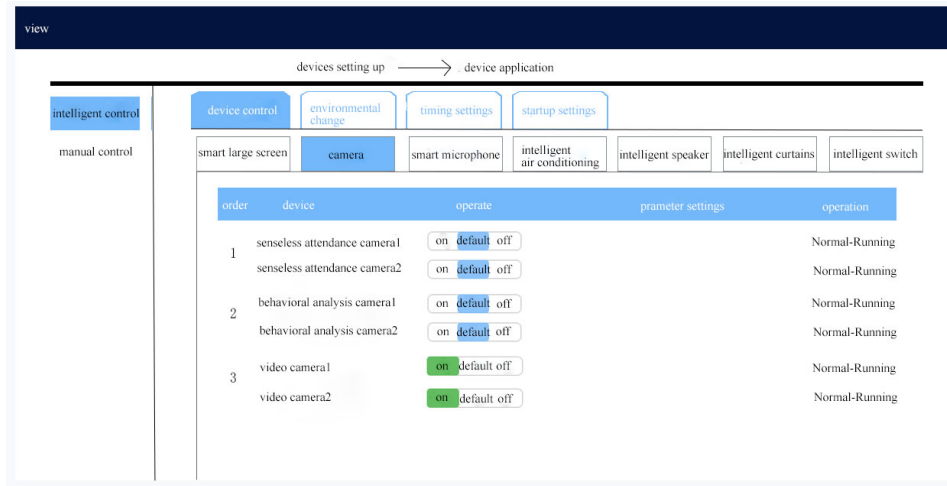 view
devices setting up device application
intelligent control
manual control
device control environmental change timing settings startup settings
smart large screen camera smart microphone intelligent air conditioning intelligent speaker intelligent curtains intelligent switch
order device operate prameter settings operation
1
senseless attendance camera1 on default off Normal-Running
senseless attendance camera2 on default off Normal-Running
2
behavioral analysis camera1 on default off Normal-Running
behavioral analysis camera2 on default off Normal-Running
3
video camera1 on default off Normal-Running
video camera2 on default off Normal-Running